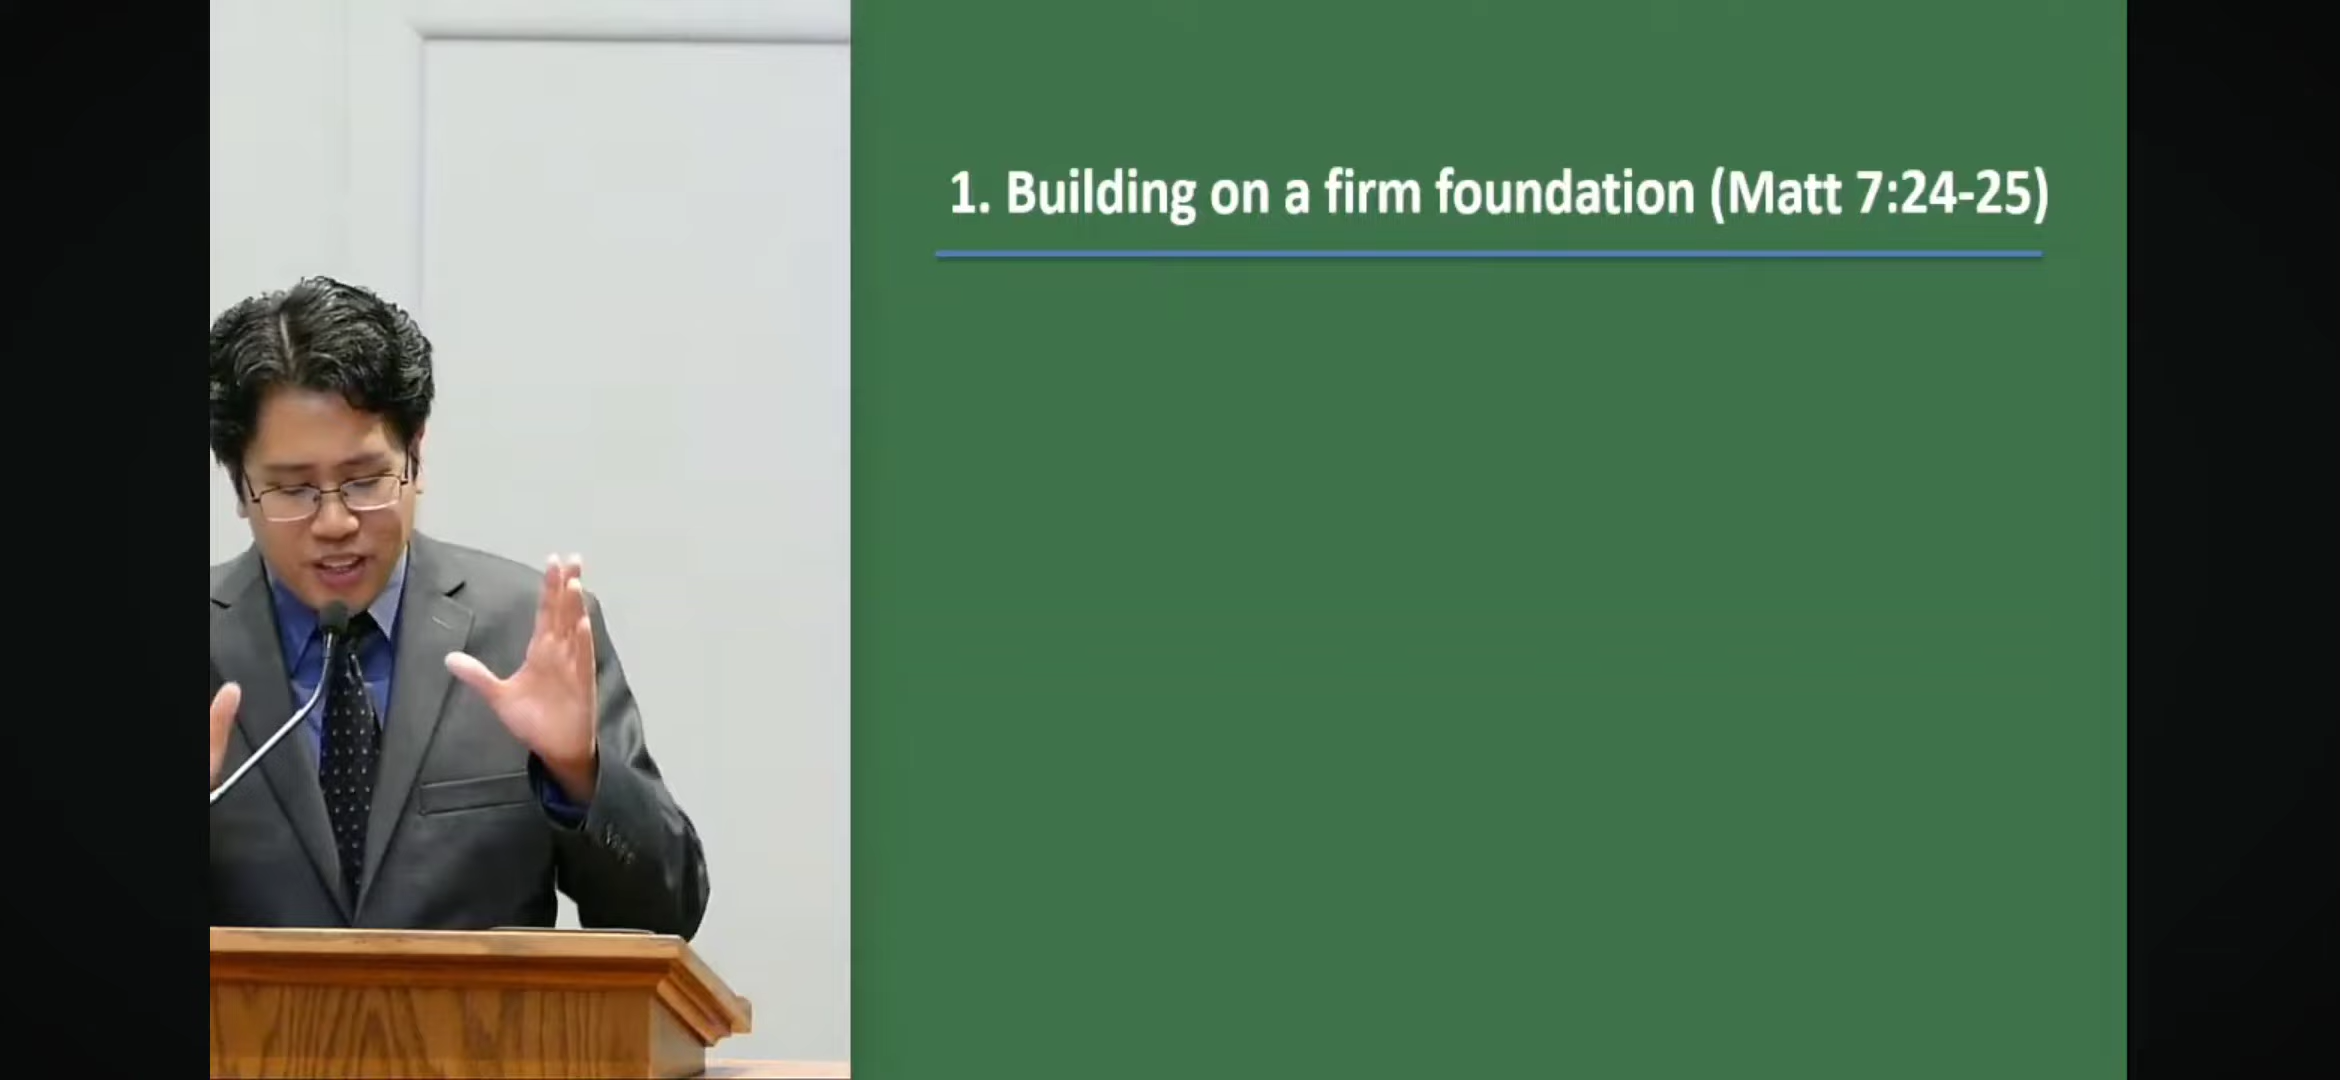 1. Building on a firm foundation (Matt 7:24-25)